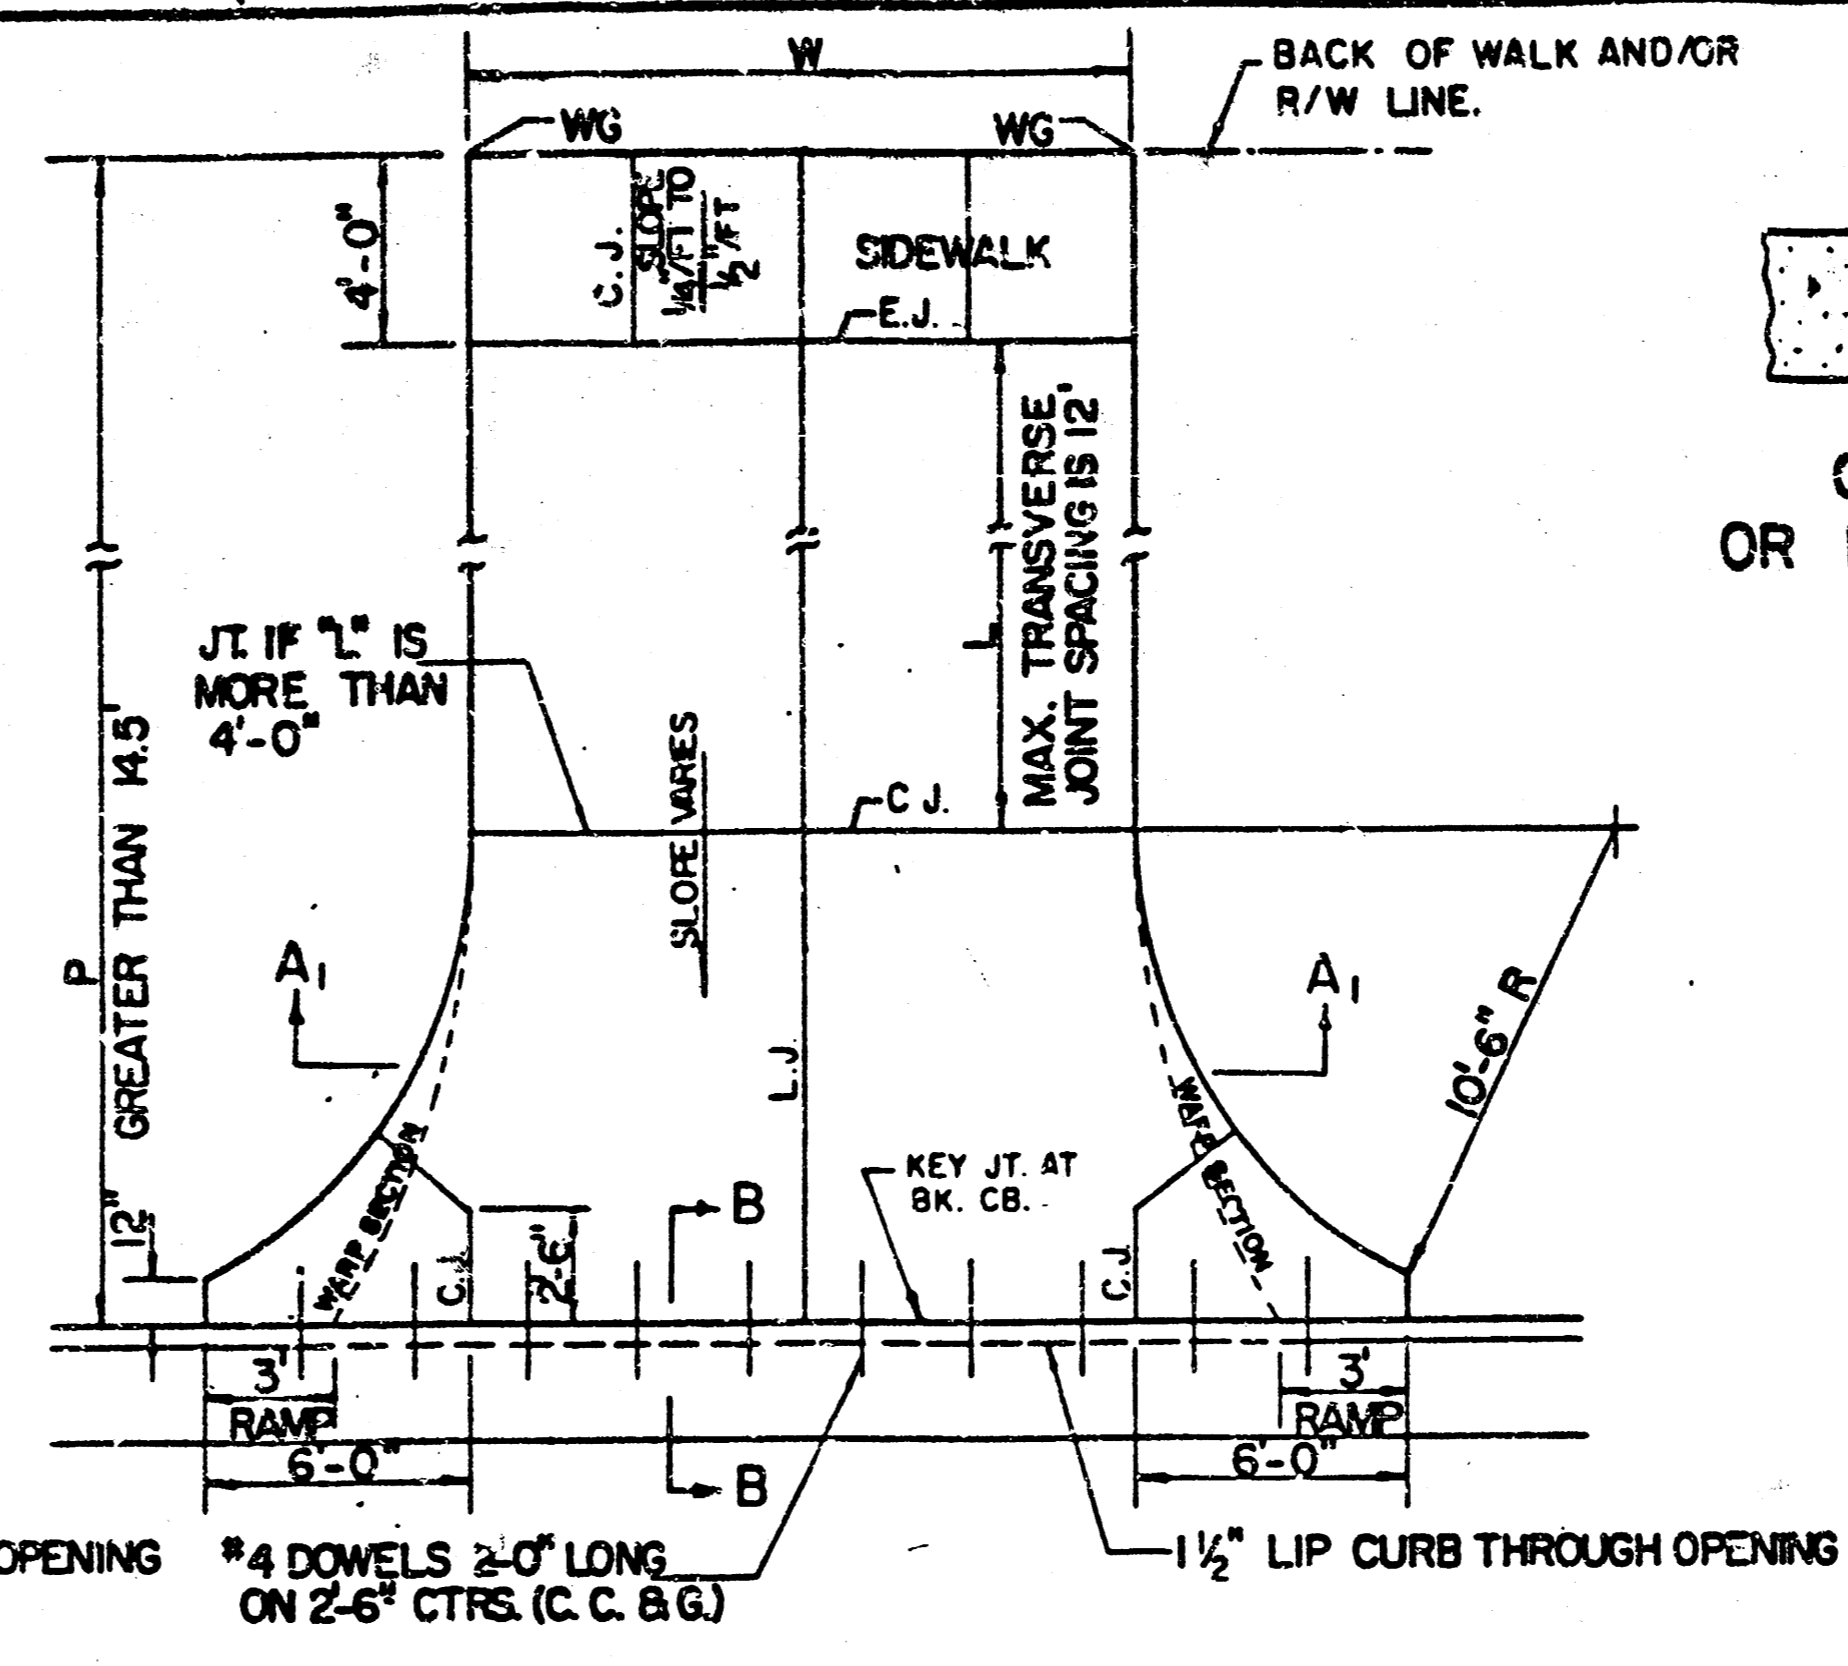 W
BACK OF WALK AND/OR
R/W LINE.
WG
WG
4'-0"
C.J.
SLOPE
1/4"/FT TO
1/2"/FT
SIDEWALK
E.J.
MAX. TRANSVERSE
JOINT SPACING IS 12'
L
OR
JT. IF "L" IS
MORE THAN
4'-0"
SLOPE VARES
C J.
P
GREATER THAN 14.5'
A1
A1
10'-6" R
L.J.
WARP SECTION
WARP SECTION
KEY JT. AT
BK. CB.
B
12"
C.J.
2'-6"
C.J.
3'
RAMP
6'-0"
3'
RAMP
6'-0"
B
OPENING
#4 DOWELS 2-0" LONG
ON 2'-6" CTRS. (C. C. & G.)
1½" LIP CURB THROUGH OPENING